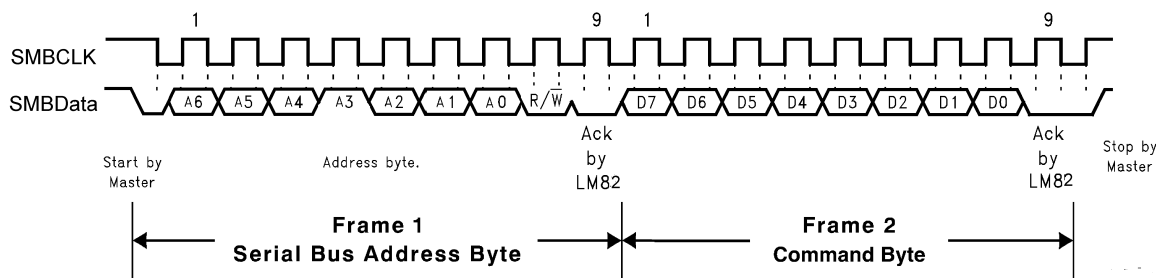 1 9 1 9
SMBCLK
SMBData A6 A5 A4 A3 A2 A1 A0 R/W̅ D7 D6 D5 D4 D3 D2 D1 D0
Start by
Master
Address byte.
Ack
by
LM82
Ack
by
LM82
Stop by
Master
Frame 1
Serial Bus Address Byte
Frame 2
Command Byte